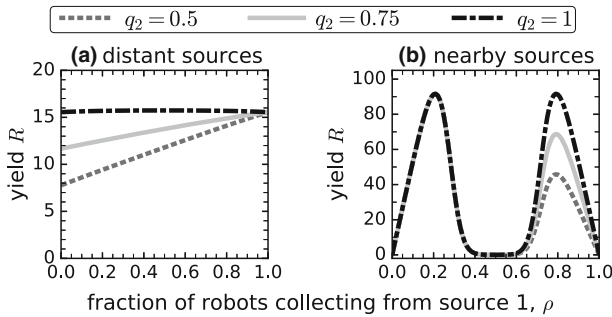 q₂ = 0.5 q₂ = 0.75 q₂ = 1
(a) distant sources (b) nearby sources
yield R
20
15
10
5
0
0.0 0.2 0.4 0.6 0.8 1.0
yield R
100
80
60
40
20
0
0.0 0.2 0.4 0.6 0.8 1.0
fraction of robots collecting from source 1, ρ